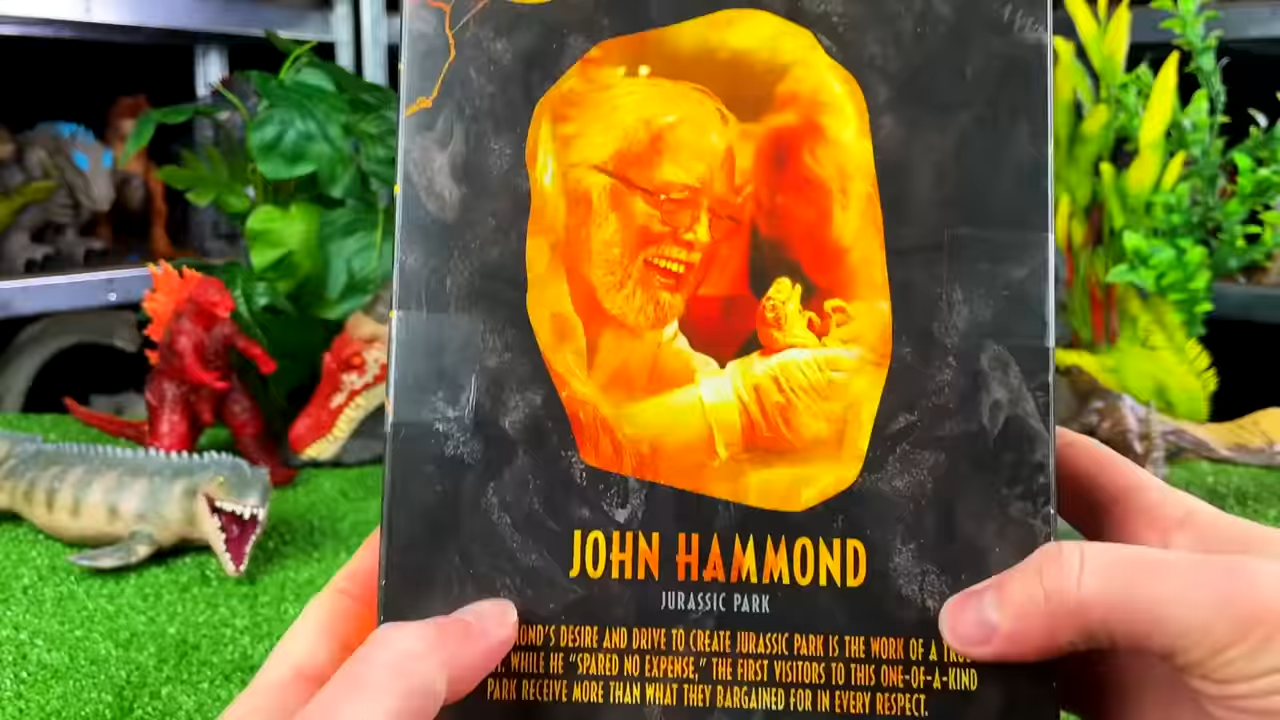 JOHN HAMMOND
JURASSIC PARK
MOND'S DESIRE AND DRIVE TO CREATE JURASSIC PARK IS THE WORK OF A
WHILE HE “SPARED NO EXPENSE,” THE FIRST VISITORS TO THIS ONE-OF-A-KIND
PARK RECEIVE MORE THAN WHAT THEY BARGAINED FOR IN EVERY RESPECT.